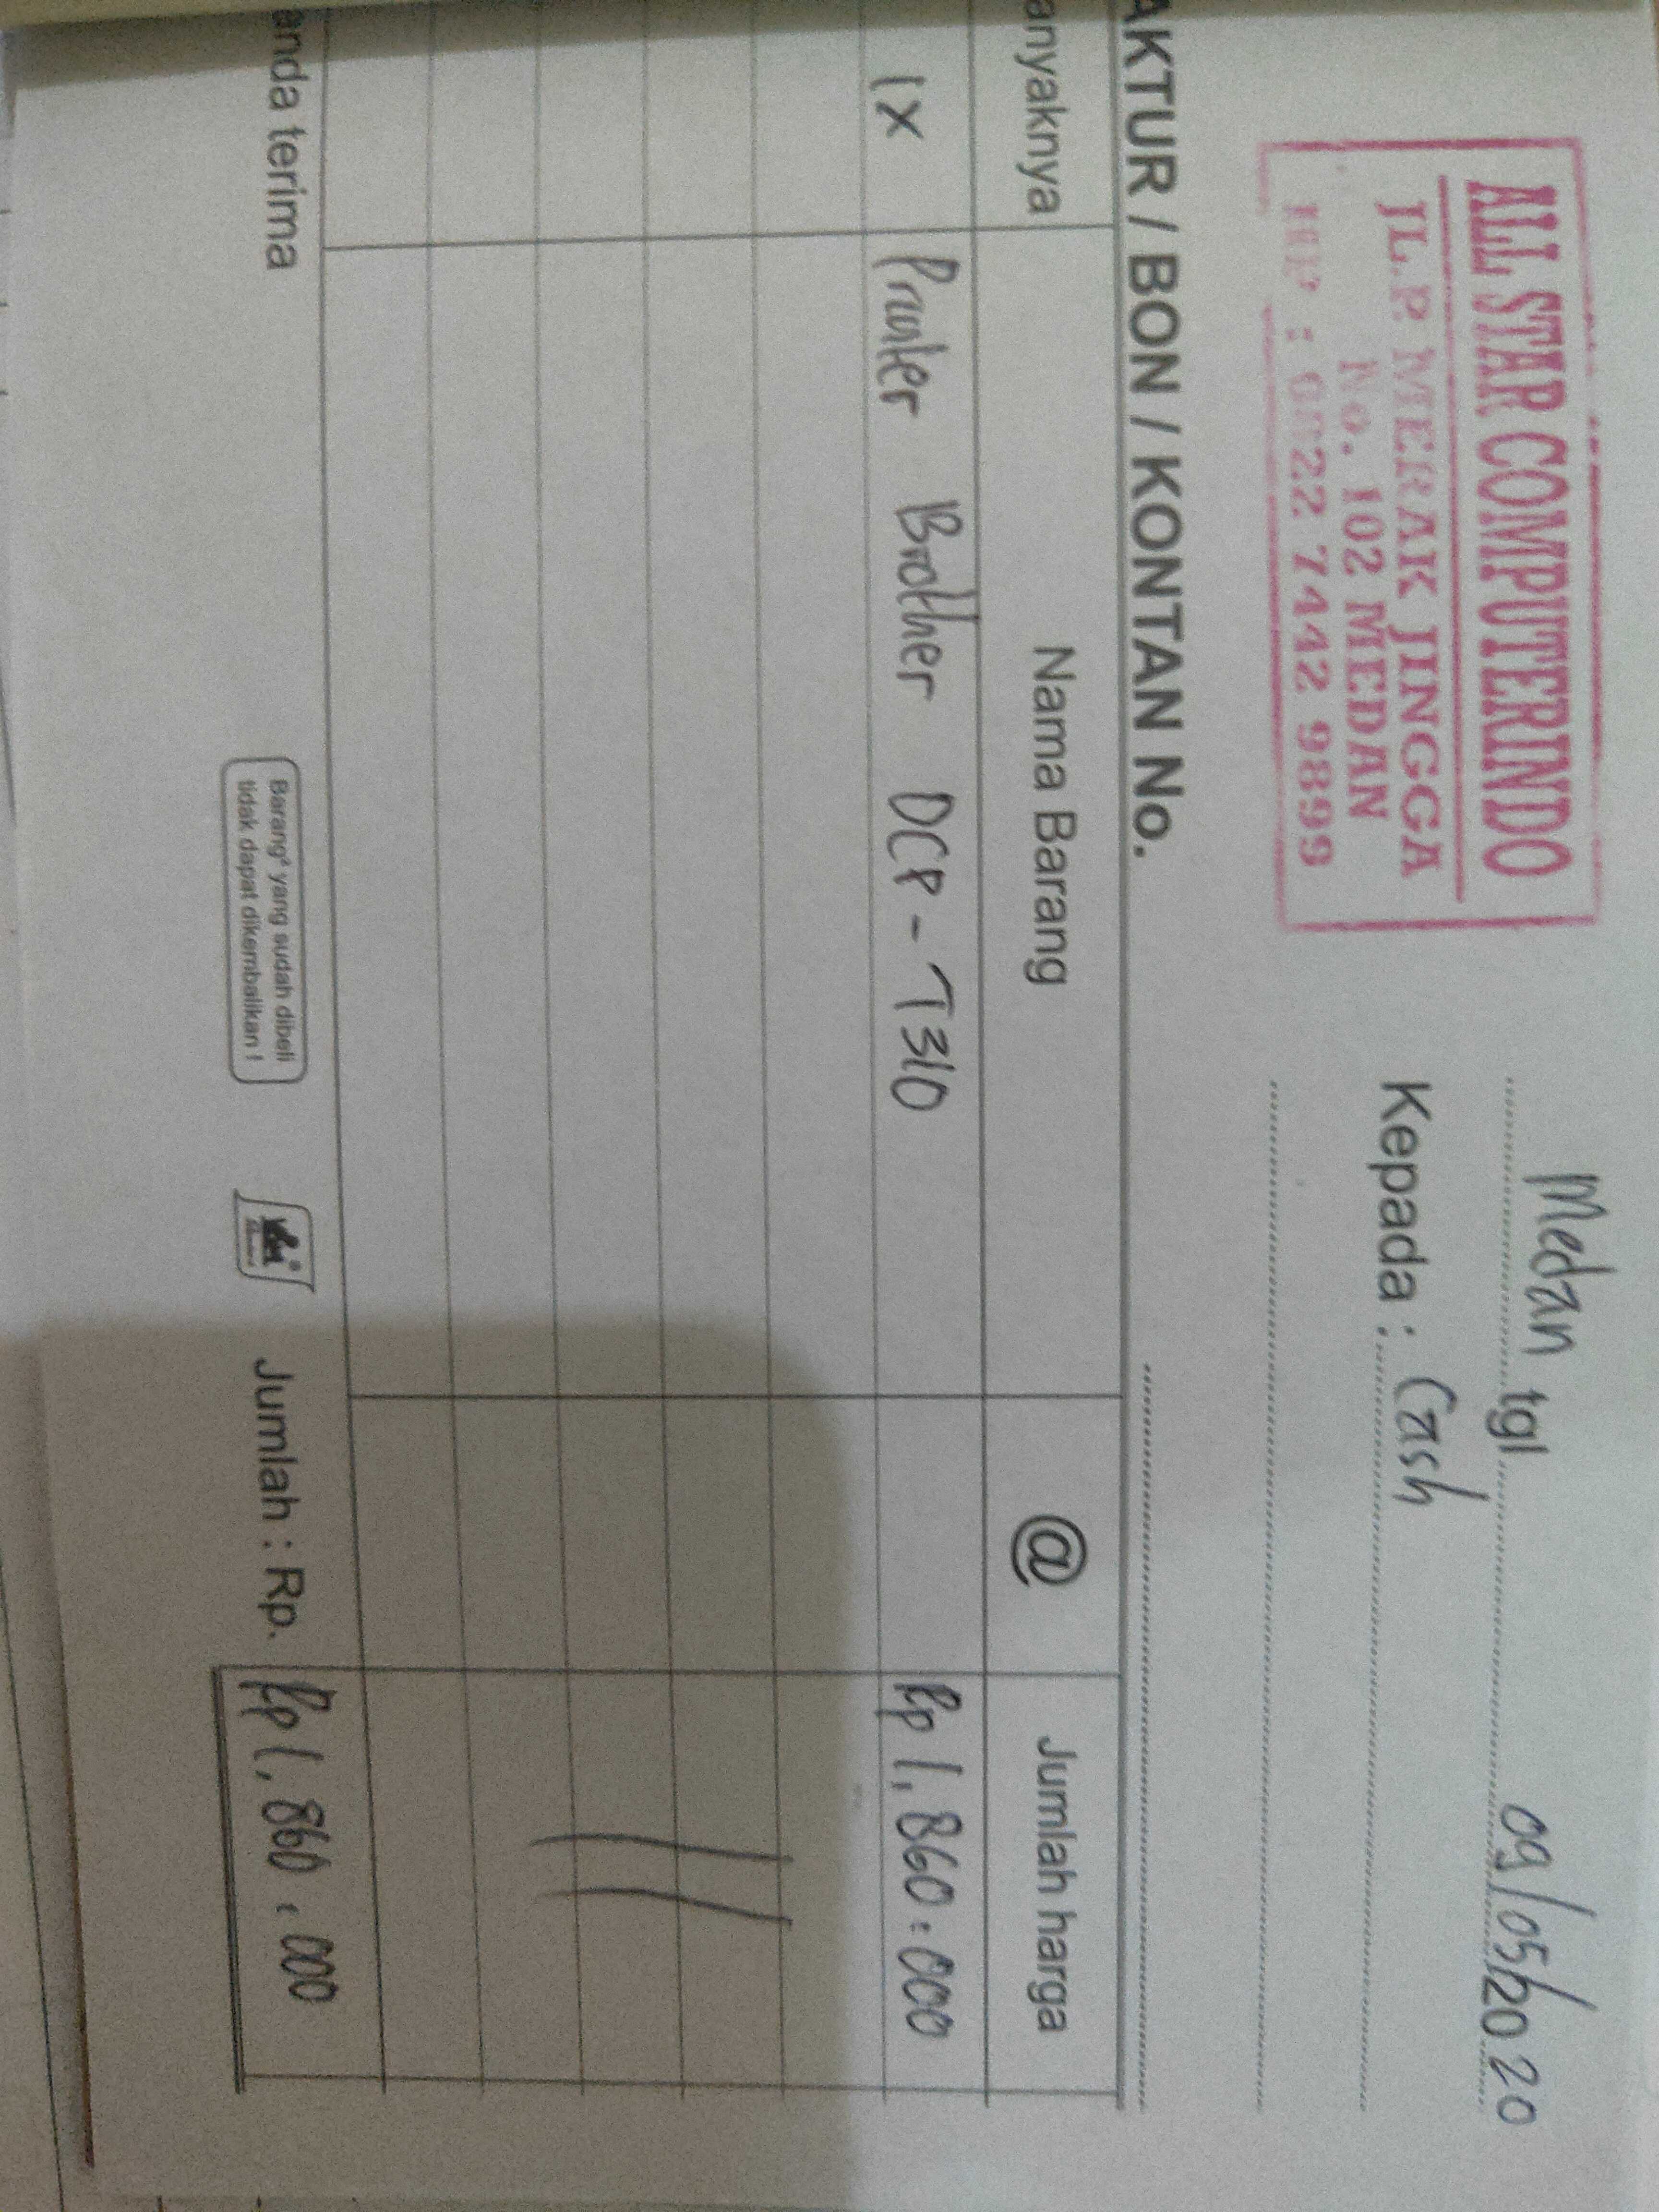 ALL STAR COMPUTERINDO
JL.P. MERAK JINGGA
No. 102 MEDAN
7442 9899
Medan tgl 09/05/2020
Kepada : Cash
AKTUR / BON / KONTAN No.
anyaknya Nama Barang @ Jumlah harga
1x Printer Brother DCP-T310 Rp 1.860.000
anda terima
Barang² yang sudah dibeli
tidak dapat dikembalikan !
Jumlah : Rp. Rp 1.860.000